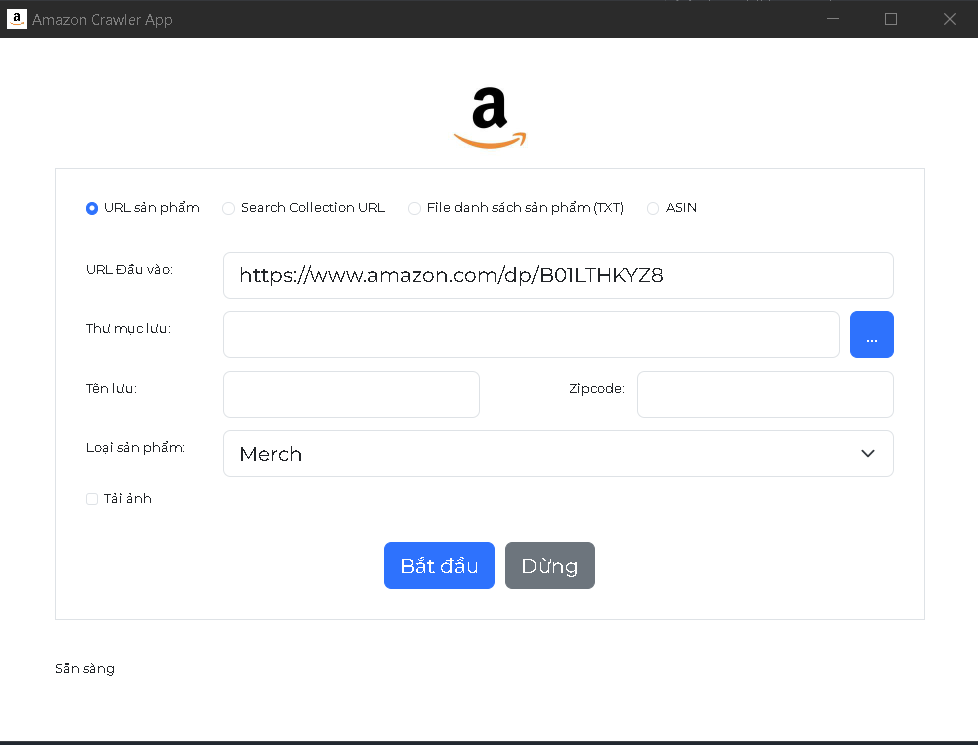 Amazon Crawler App
a
URL sản phẩm Search Collection URL File danh sách sản phẩm (TXT) ASIN
URL Đầu vào: https://www.amazon.com/dp/B01LTHKYZ8
Thư mục lưu: ...
Tên lưu: Zipcode:
Loại sản phẩm: Merch
Tải ảnh
Bắt đầu Dừng
Sẵn sàng